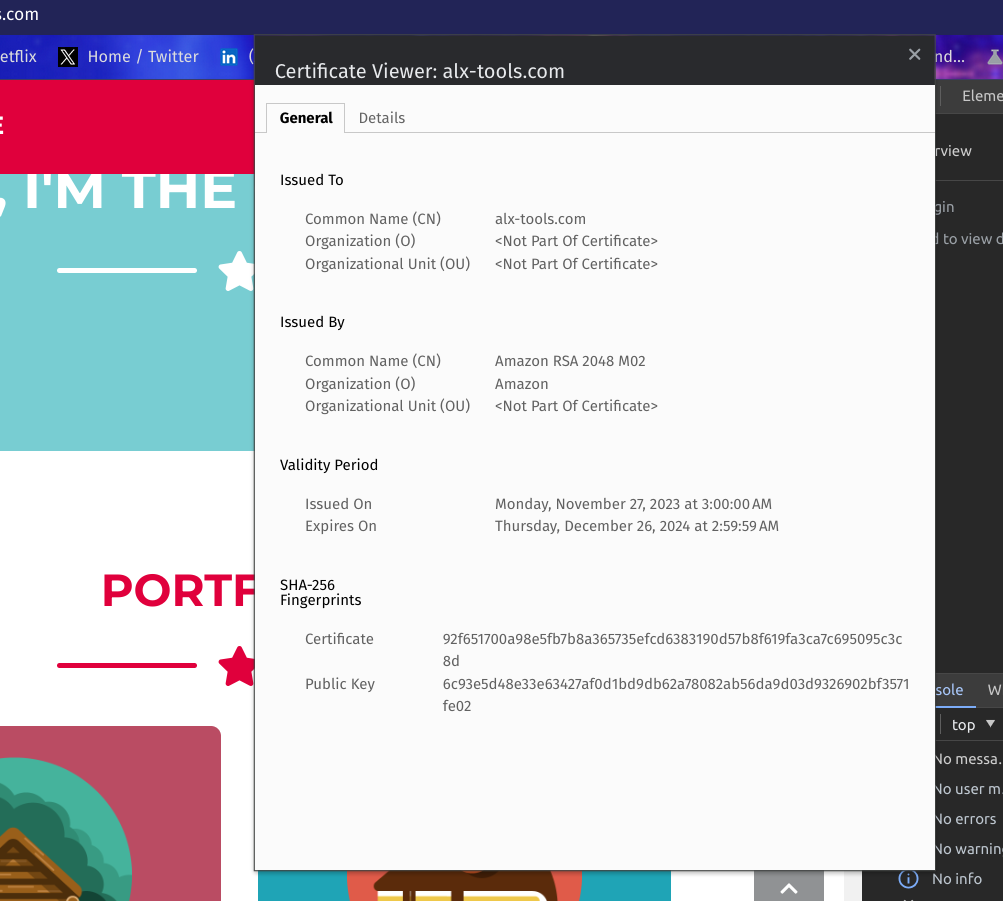 s.com
etflix Home / Twitter in (
Certificate Viewer: alx-tools.com
nd...
General Details
Eleme
, I'M THE
rview
Issued To
Common Name (CN) alx-tools.com
gin
Organization (O) <Not Part Of Certificate>
d to view d
Organizational Unit (OU) <Not Part Of Certificate>
Issued By
Common Name (CN) Amazon RSA 2048 M02
Organization (O) Amazon
Organizational Unit (OU) <Not Part Of Certificate>
Validity Period
Issued On Monday, November 27, 2023 at 3:00:00 AM
Expires On Thursday, December 26, 2024 at 2:59:59 AM
PORTF
SHA-256
Fingerprints
Certificate 92f651700a98e5fb7b8a365735efcd6383190d57b8f619fa3ca7c695095c3c
8d
Public Key 6c93e5d48e33e63427af0d1bd9db62a78082ab56da9d03d9326902bf3571
fe02
sole W
top
No messa.
No user m.
No errors
No warnin
No info